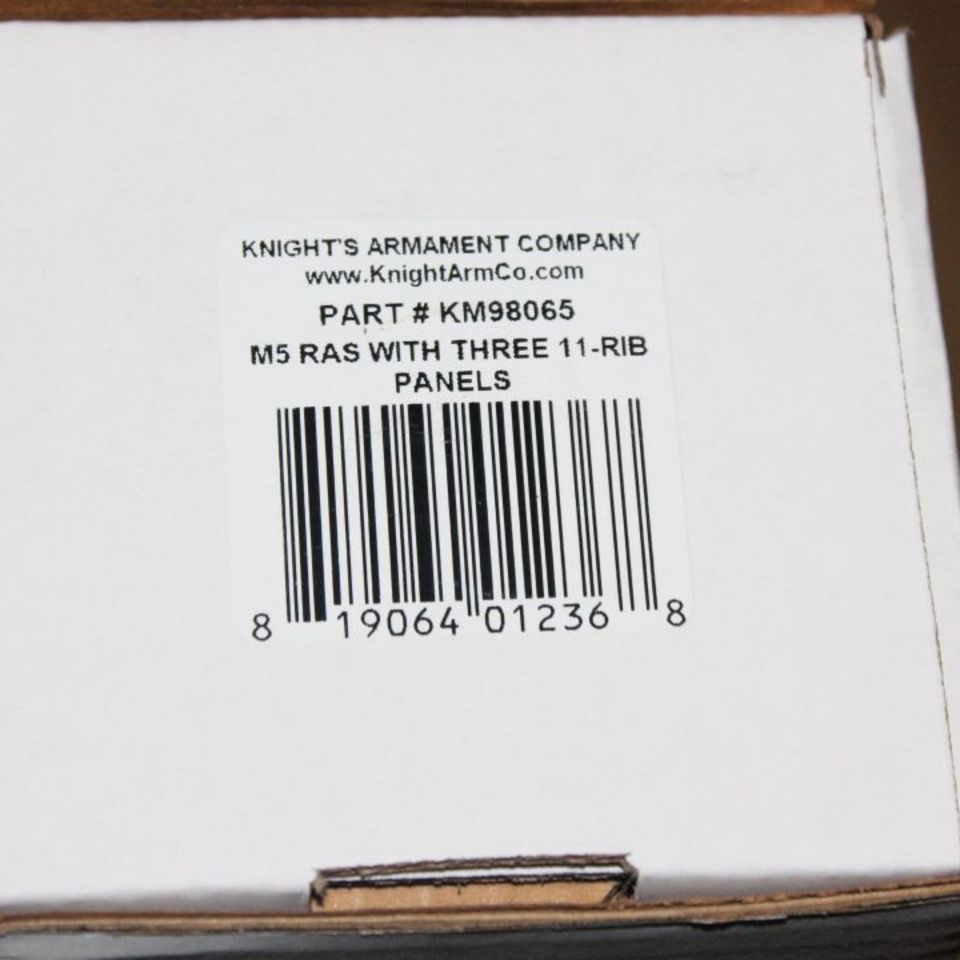 KNIGHT'S ARMAMENT COMPANY
www.KnightArmCo.com
PART # KM98065
M5 RAS WITH THREE 11-RIB
PANELS
8 19064 01236 8